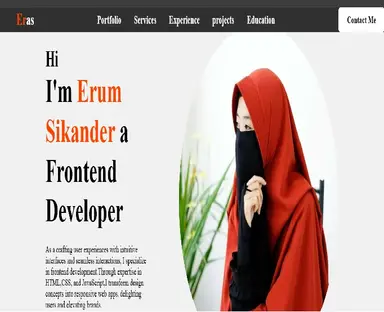 Eras
Portfolio Services Experience projects Education
Contact Me
Hi
I'm Erum
Sikander a
Frontend
Developer
As a crafting user experiences with intuitive
interfaces and seamless interactions, I specialize
in frontend development.Through expertise in
HTML,CSS, and JavaScript,I transform design
concepts into responsive web apps, delighting
users and elevating brands.